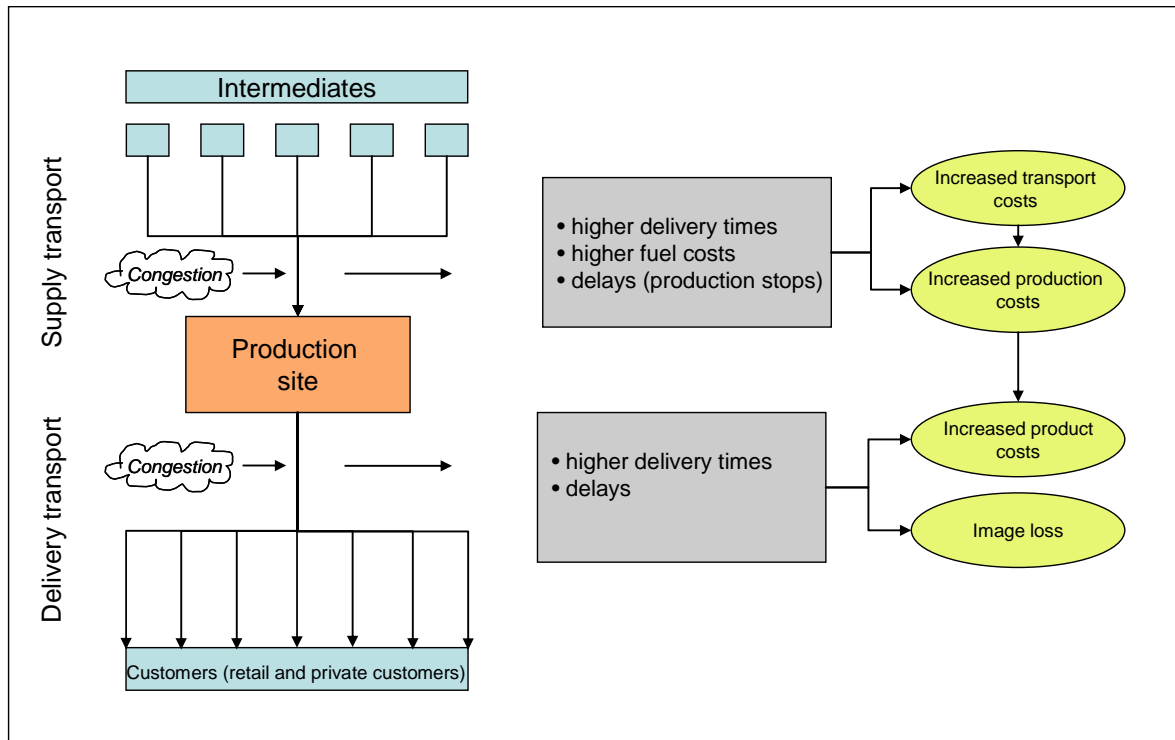 Intermediates
Supply transport
Congestion
Production
site
Delivery transport
Congestion
Customers (retail and private customers)
• higher delivery times
• higher fuel costs
• delays (production stops)
Increased transport
costs
Increased production
costs
• higher delivery times
• delays
Increased product
costs
Image loss